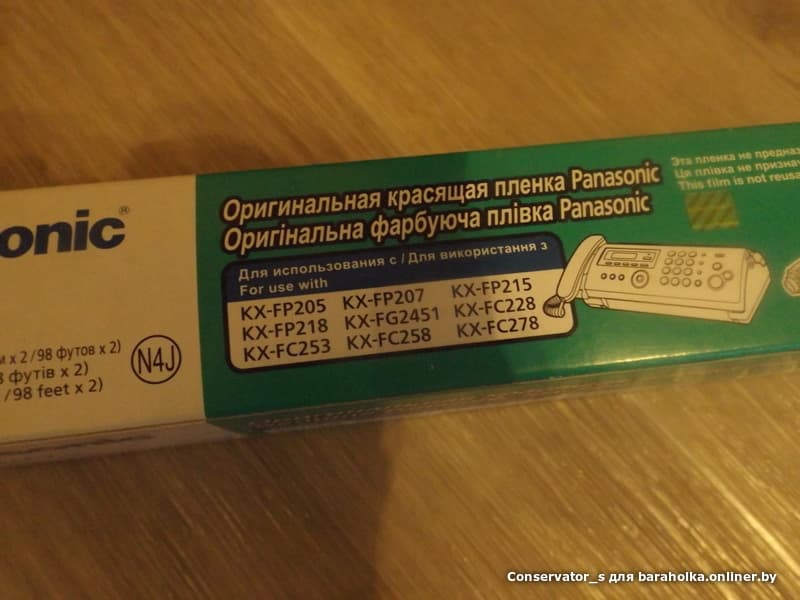 onic®
м x 2/98 футов x 2)
футів x 2)
/98 feet x 2)
N4J
Оригинальная красящая пленка Panasonic
Оригінальна фарбуюча плівка Panasonic
Для использования с / Для використання з
For use with
KX-FP205 KX-FP207 KX-FP215
KX-FP218 KX-FG2451 KX-FC228
KX-FC253 KX-FC258 KX-FC278
Эта пленка не предназ
Ця плівка не признач
This film is not reusa
Conservator_s для baraholka.onliner.by